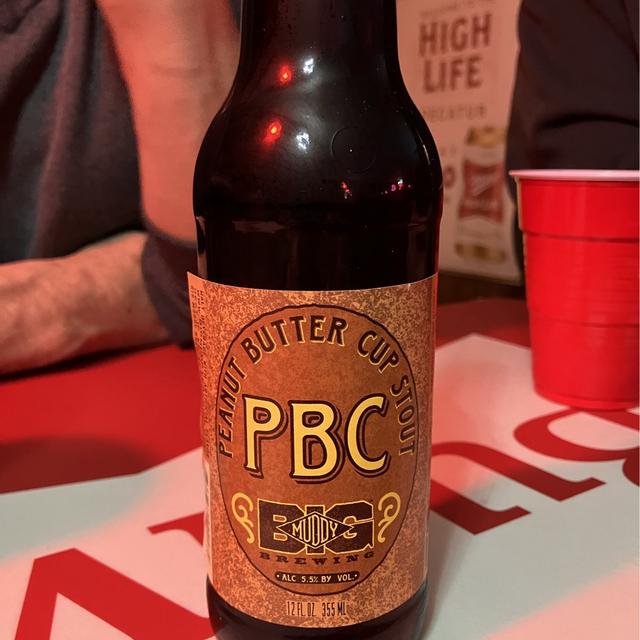 HIGH
LIFE
PEANUT BUTTER CUP STOUT
PBC
BIG
MUDDY
BREWING
• ALC 5.5% BY VOL. •
12 FL. OZ. 355 ML